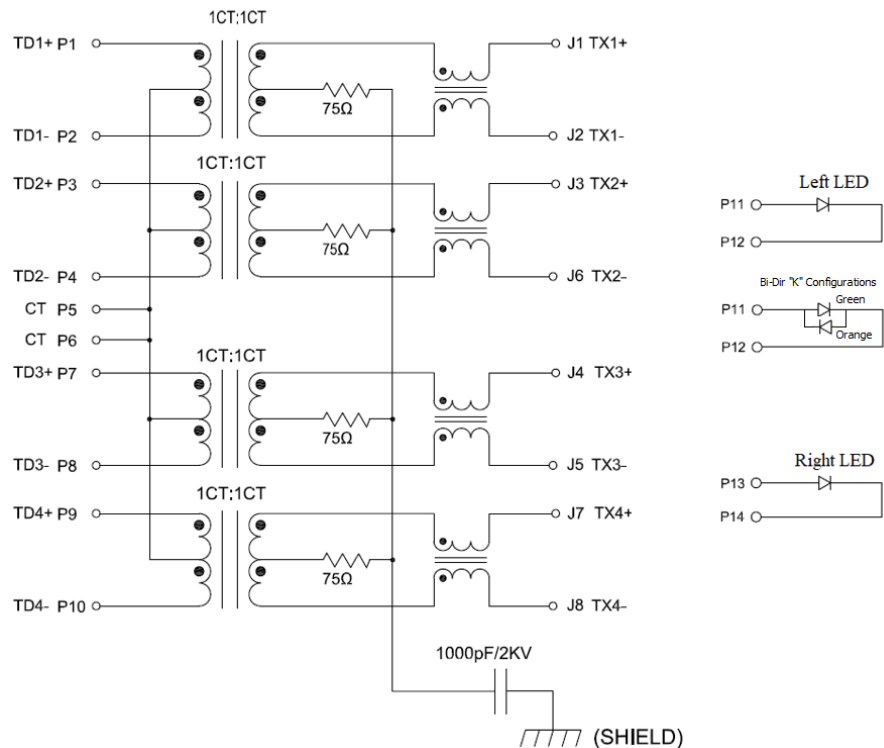 1CT:1CT
TD1+ P1
J1 TX1+
75Ω
TD1- P2
J2 TX1-
1CT:1CT
TD2+ P3
J3 TX2+
75Ω
TD2- P4
J6 TX2-
CT P5
CT P6
1CT:1CT
TD3+ P7
J4 TX3+
75Ω
TD3- P8
J5 TX3-
1CT:1CT
TD4+ P9
J7 TX4+
75Ω
TD4- P10
J8 TX4-
1000pF/2KV
(SHIELD)
Left LED
P11
P12
Bi-Dir "K" Configurations
Green
P11
Orange
P12
Right LED
P13
P14